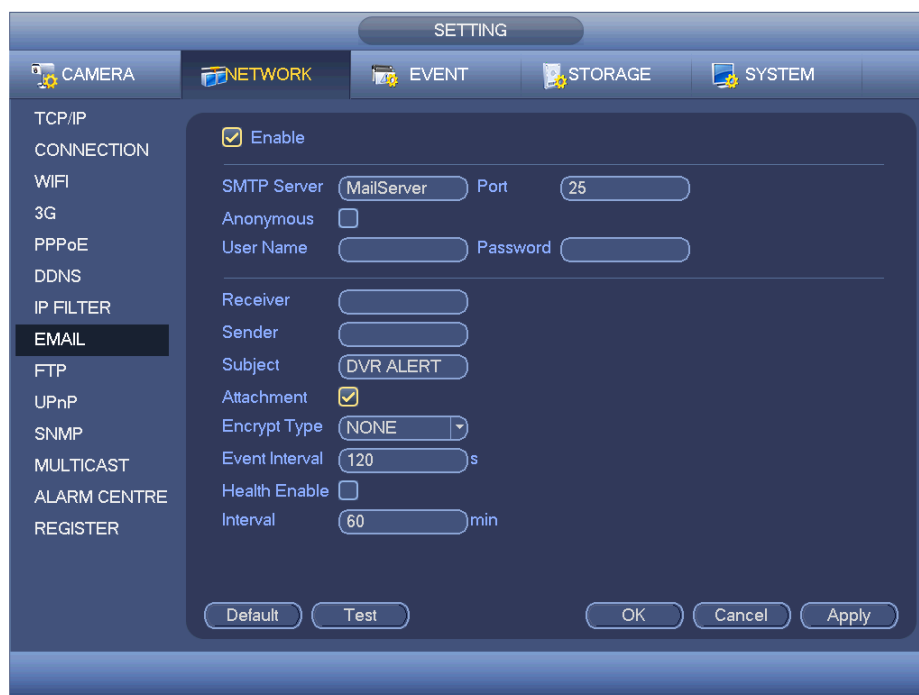 SETTING
CAMERA NETWORK EVENT STORAGE SYSTEM
TCP/IP
CONNECTION
WIFI
3G
PPPoE
DDNS
IP FILTER
EMAIL
FTP
UPnP
SNMP
MULTICAST
ALARM CENTRE
REGISTER
Enable
SMTP Server MailServer Port 25
Anonymous
User Name Password
Receiver
Sender
Subject DVR ALERT
Attachment
Encrypt Type NONE
Event Interval 120 s
Health Enable
Interval 60 min
Default Test OK Cancel Apply